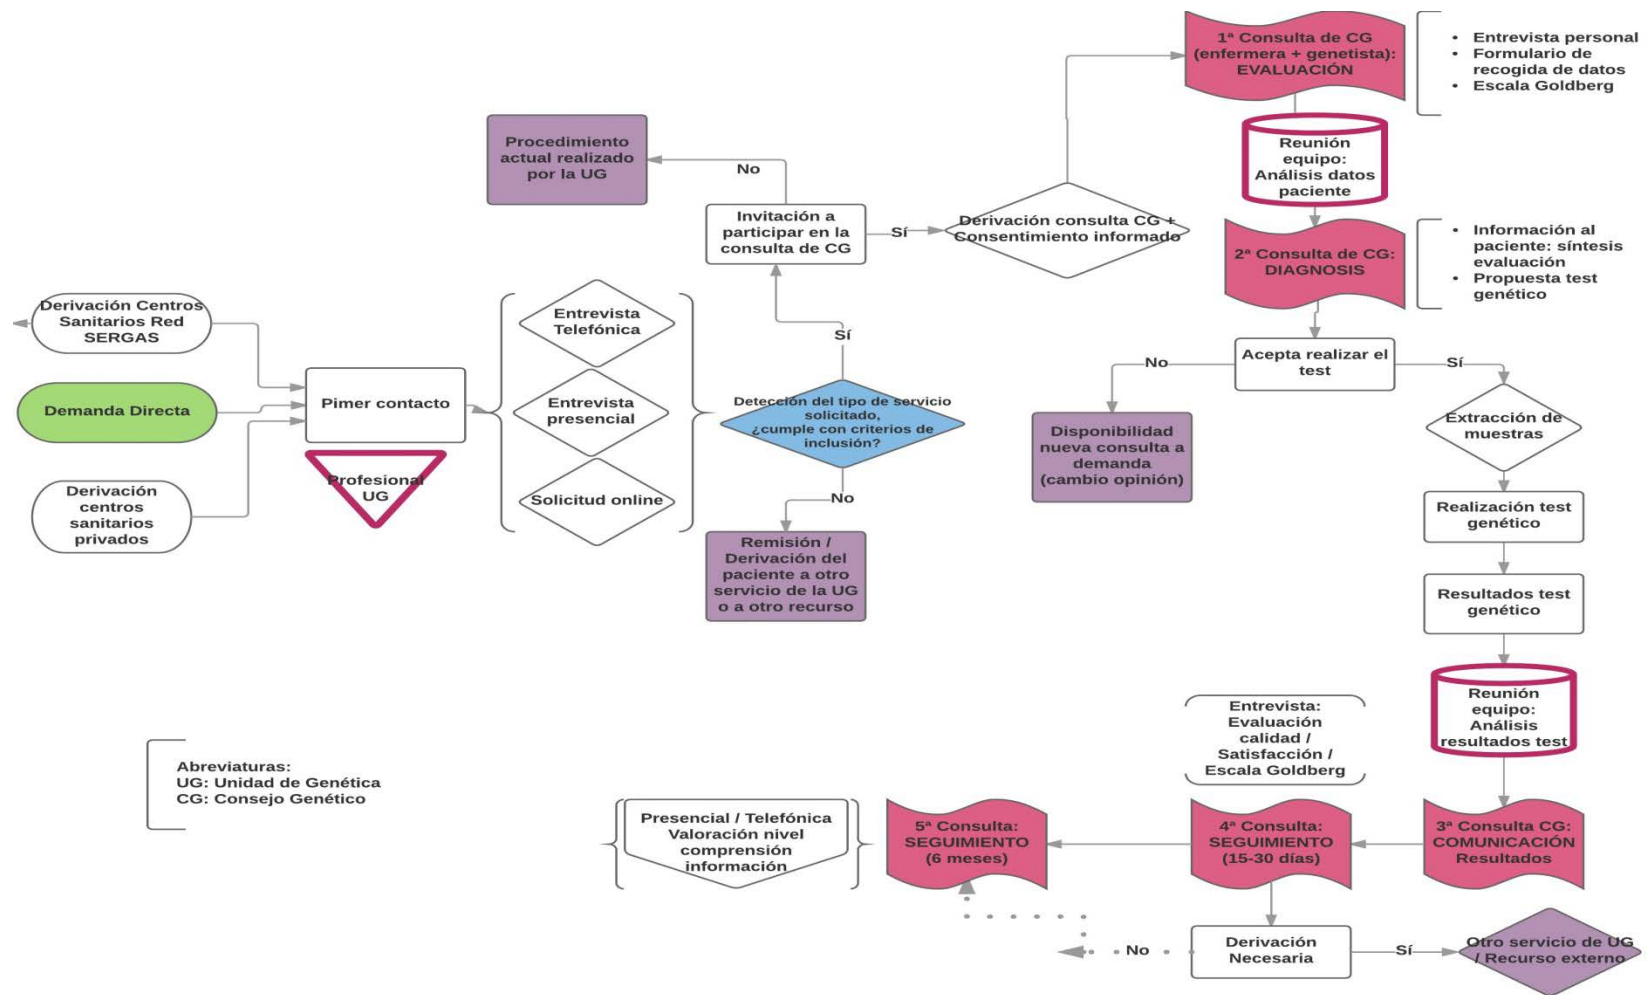 Derivación Centros
Sanitarios Red
SERGAS
Demanda Directa
Derivación
centros
sanitarios
privados
Pimer contacto
Profesional
UG
Entrevista
Telefónica
Entrevista
presencial
Solicitud online
Detección del tipo de servicio
solicitado,
¿cumple con criterios de
inclusión?
No
Remisión /
Derivación del
paciente a otro
servicio de la UG
o a otro recurso
Sí
Invitación a
participar en la
consulta de CG
No
Procedimiento
actual realizado
por la UG
Sí
Derivación consulta CG +
Consentimiento informado
1ª Consulta de CG
(enfermera + genetista):
EVALUACIÓN
• Entrevista personal
• Formulario de
recogida de datos
• Escala Goldberg
Reunión
equipo:
Análisis datos
paciente
2ª Consulta de CG:
DIAGNOSIS
• Información al
paciente: síntesis
evaluación
• Propuesta test
genético
Acepta realizar el
test
No
Disponibilidad
nueva consulta a
demanda
(cambio opinión)
Sí
Extracción de
muestras
Realización test
genético
Resultados test
genético
Reunión
equipo:
Análisis
resultados test
3ª Consulta CG:
COMUNICACIÓN
Resultados
Entrevista:
Evaluación
calidad /
Satisfacción /
Escala Goldberg
4ª Consulta:
SEGUIMIENTO
(15-30 días)
5ª Consulta:
SEGUIMIENTO
(6 meses)
Presencial / Telefónica
Valoración nivel
comprensión
información
Derivación
Necesaria
No
Sí
Otro servicio de UG
/ Recurso externo
Abreviaturas:
UG: Unidad de Genética
CG: Consejo Genético